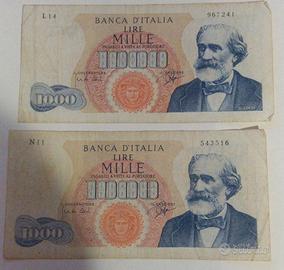 L14 967241
BANCA D'ITALIA
LIRE
MILLE
PAGABILI A VISTA AL PORTATORE
1000
N11 543516
BANCA D'ITALIA
LIRE
MILLE
PAGABILI A VISTA AL PORTATORE
1000
Subito